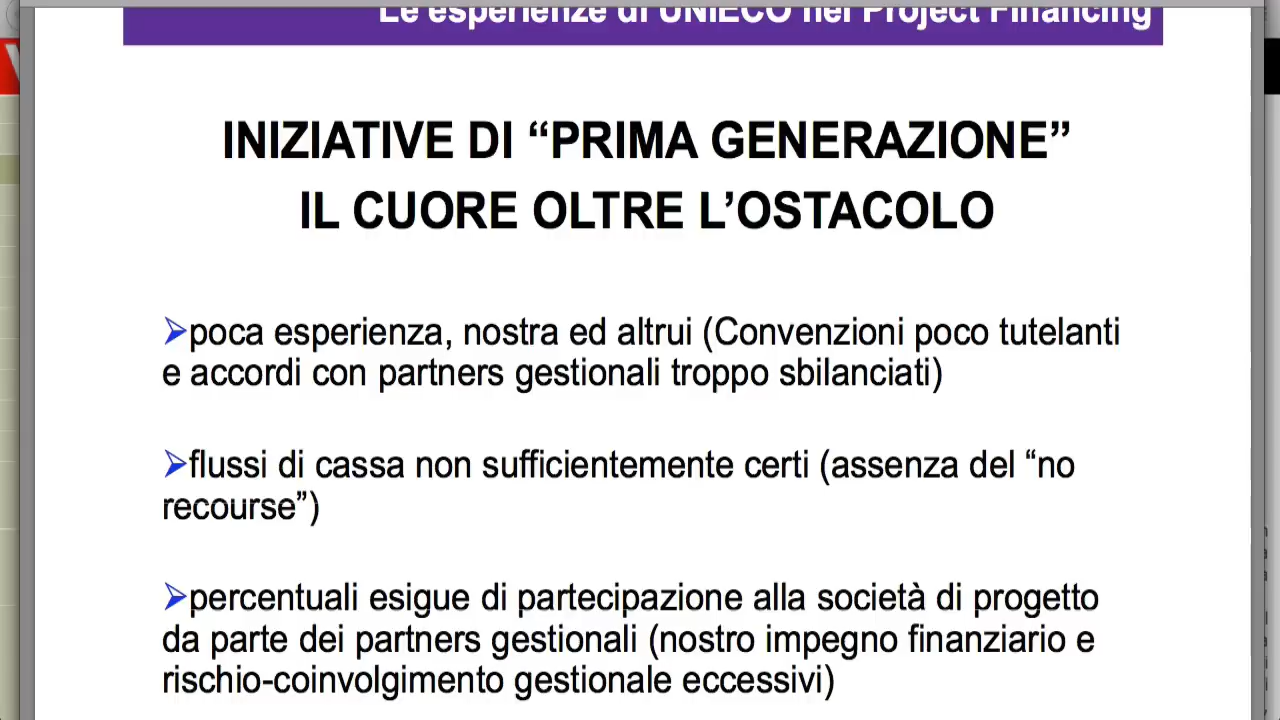 Le esperienze di UNIECO nel Project Financing
INIZIATIVE DI “PRIMA GENERAZIONE”
IL CUORE OLTRE L’OSTACOLO
➢poca esperienza, nostra ed altrui (Convenzioni poco tutelanti
e accordi con partners gestionali troppo sbilanciati)
➢flussi di cassa non sufficientemente certi (assenza del “no
recourse”)
➢percentuali esigue di partecipazione alla società di progetto
da parte dei partners gestionali (nostro impegno finanziario e
rischio-coinvolgimento gestionale eccessivi)